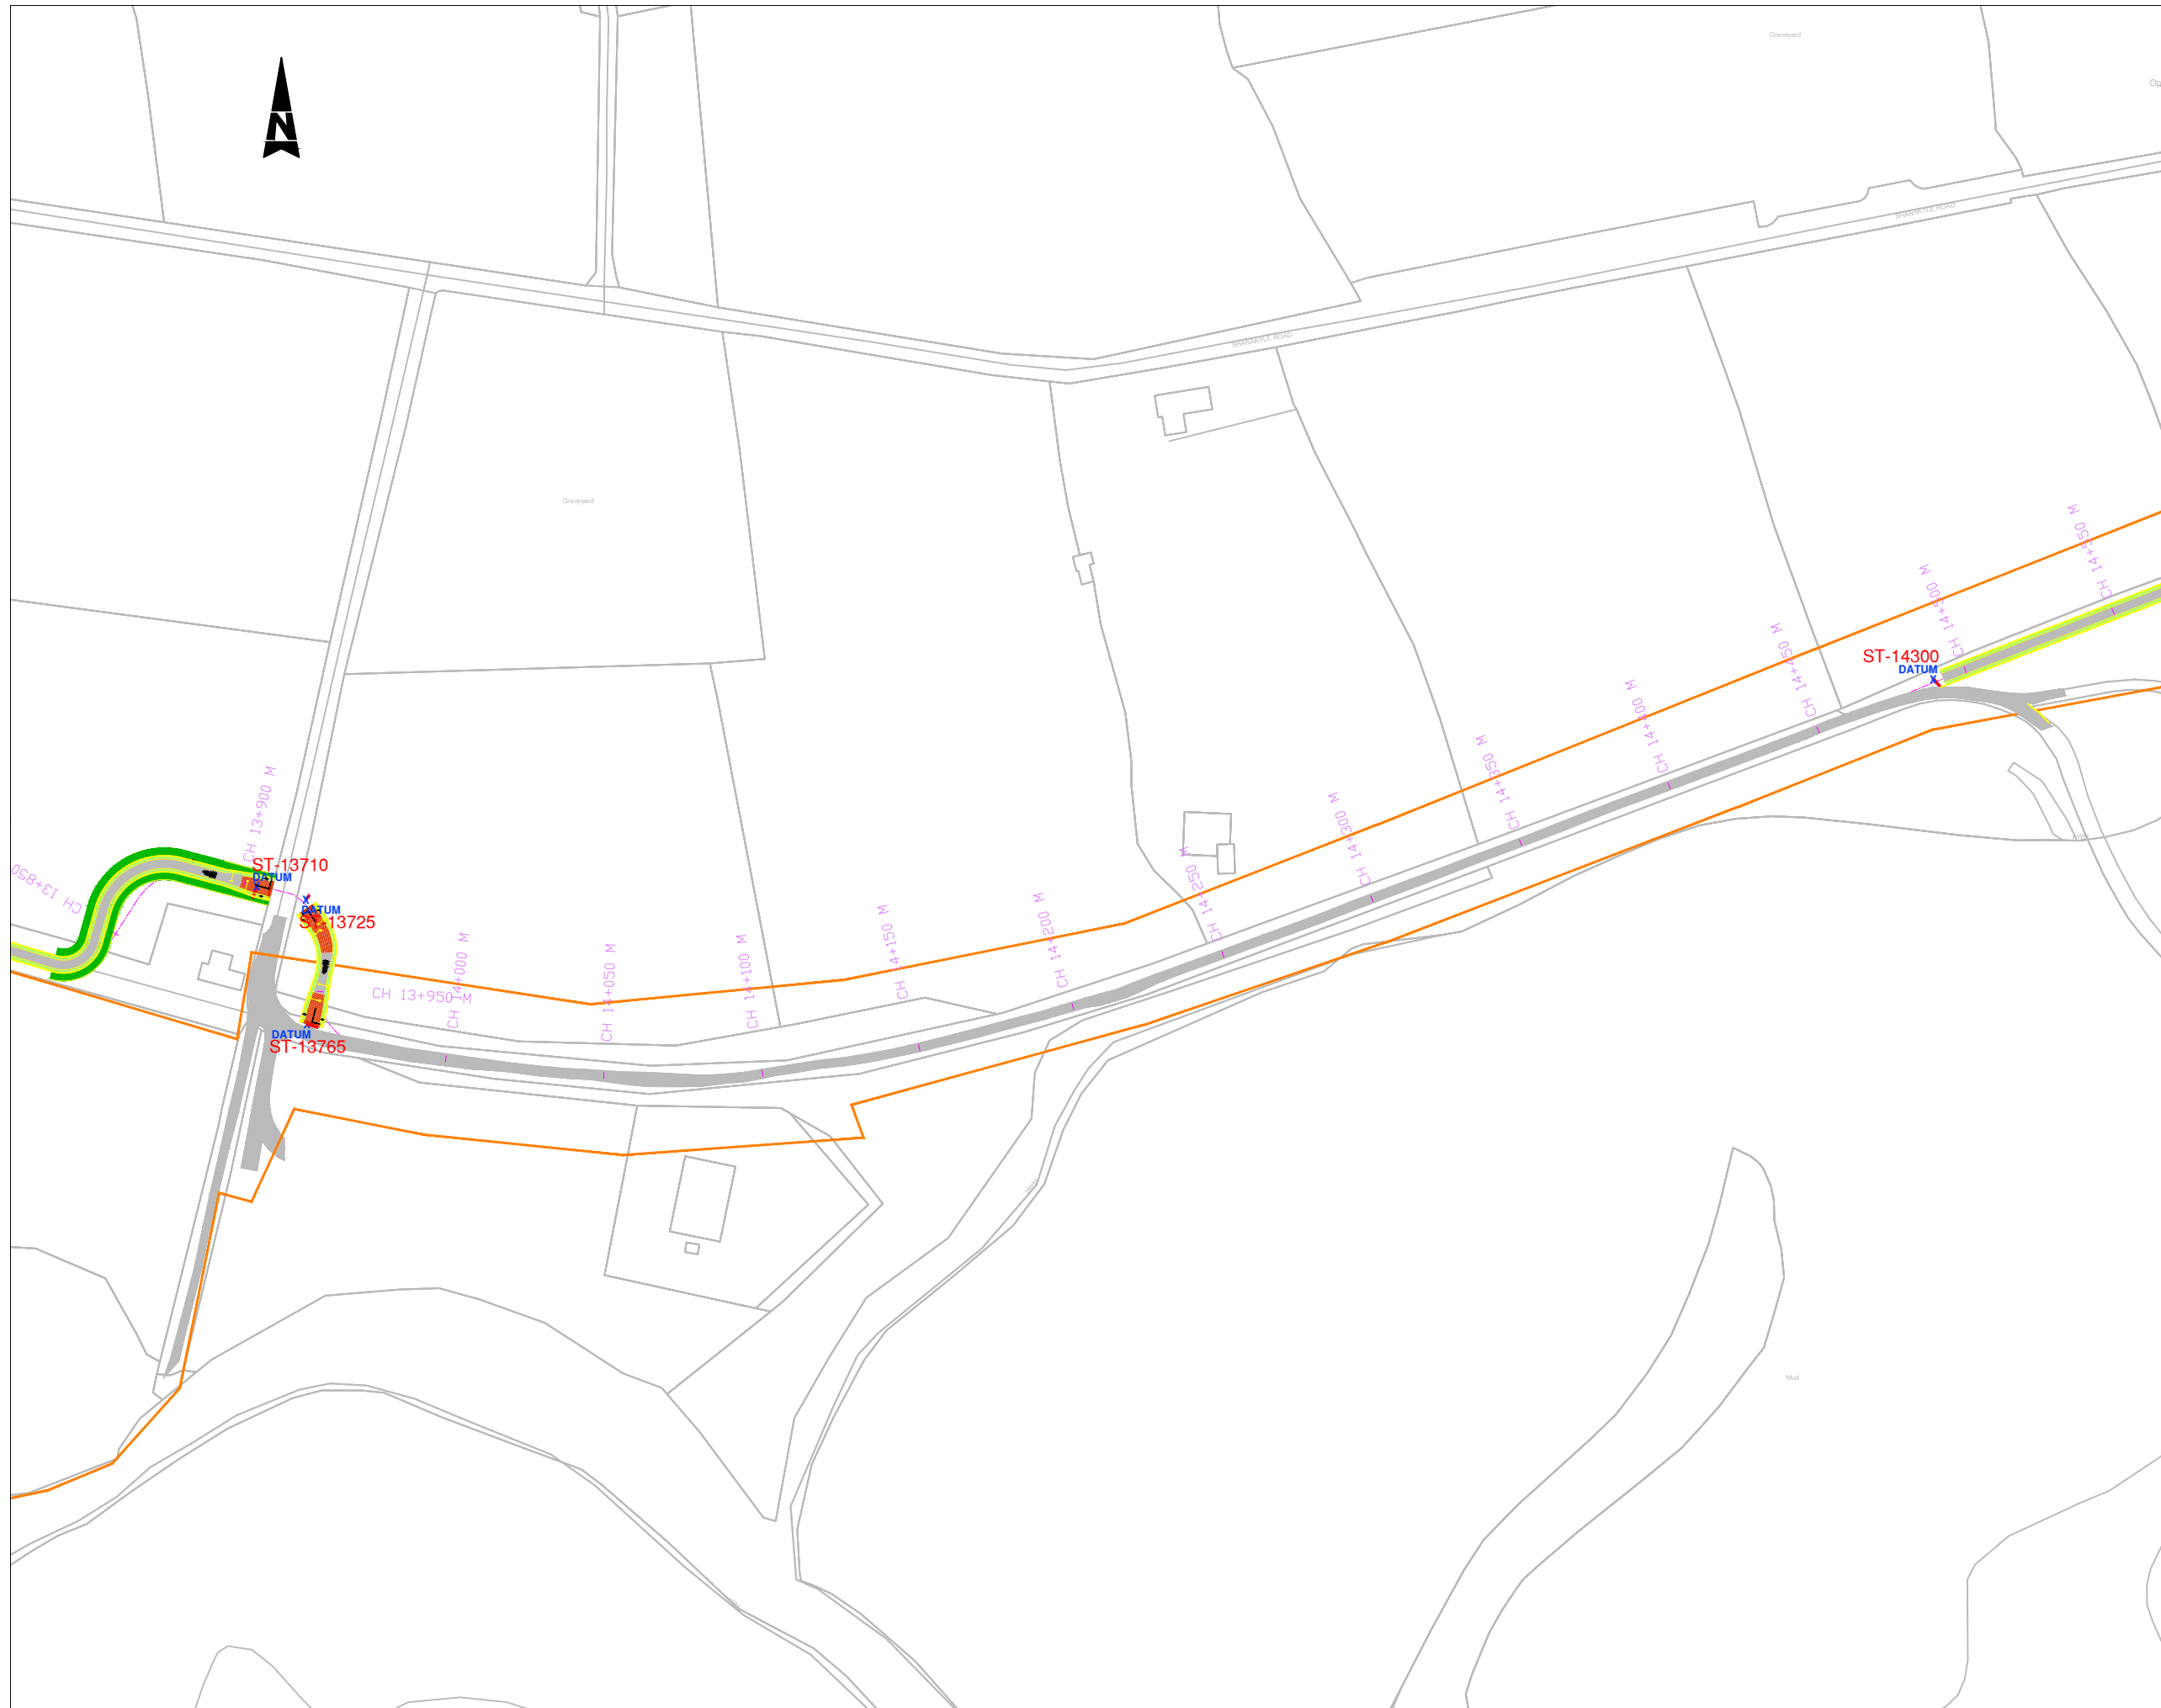 Graveyard
N
SHANAKYLE ROAD
SHANAKYLE ROAD
Graveyard
CH 14+550 M
CH 14+500 M
CH 14+450 M
ST-14300
DATUM
X
CH 14+400 M
CH 14+350 M
CH 14+300 M
CH 14+250 M
CH 14+200 M
CH 14+150 M
CH 14+100 M
CH 14+050 M
CH 14+000 M
CH 13+950 M
CH 13+900 M
CH 13+850
ST-13710
DATUM
X
X
DATUM
ST-13725
DATUM
ST-13765
HWM
HWM
Mud